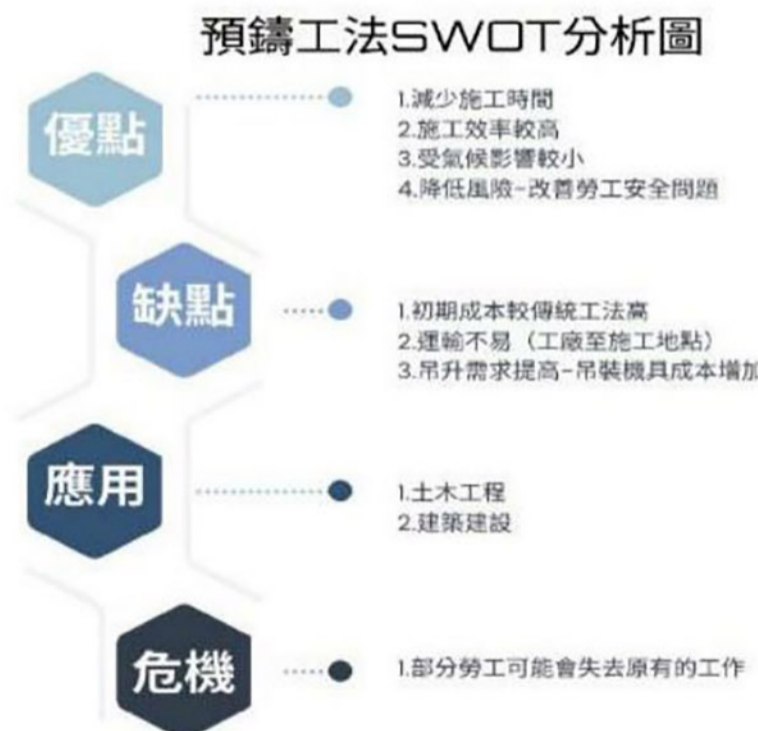 預鑄工法SWOT分析圖
優點
1.減少施工時間
2.施工效率較高
3.受氣候影響較小
4.降低風險-改善勞工安全問題
缺點
1.初期成本較傳統工法高
2.運輸不易（工廠至施工地點）
3.吊升需求提高-吊裝機具成本增加
應用
1.土木工程
2.建築建設
危機
1.部分勞工可能會失去原有的工作